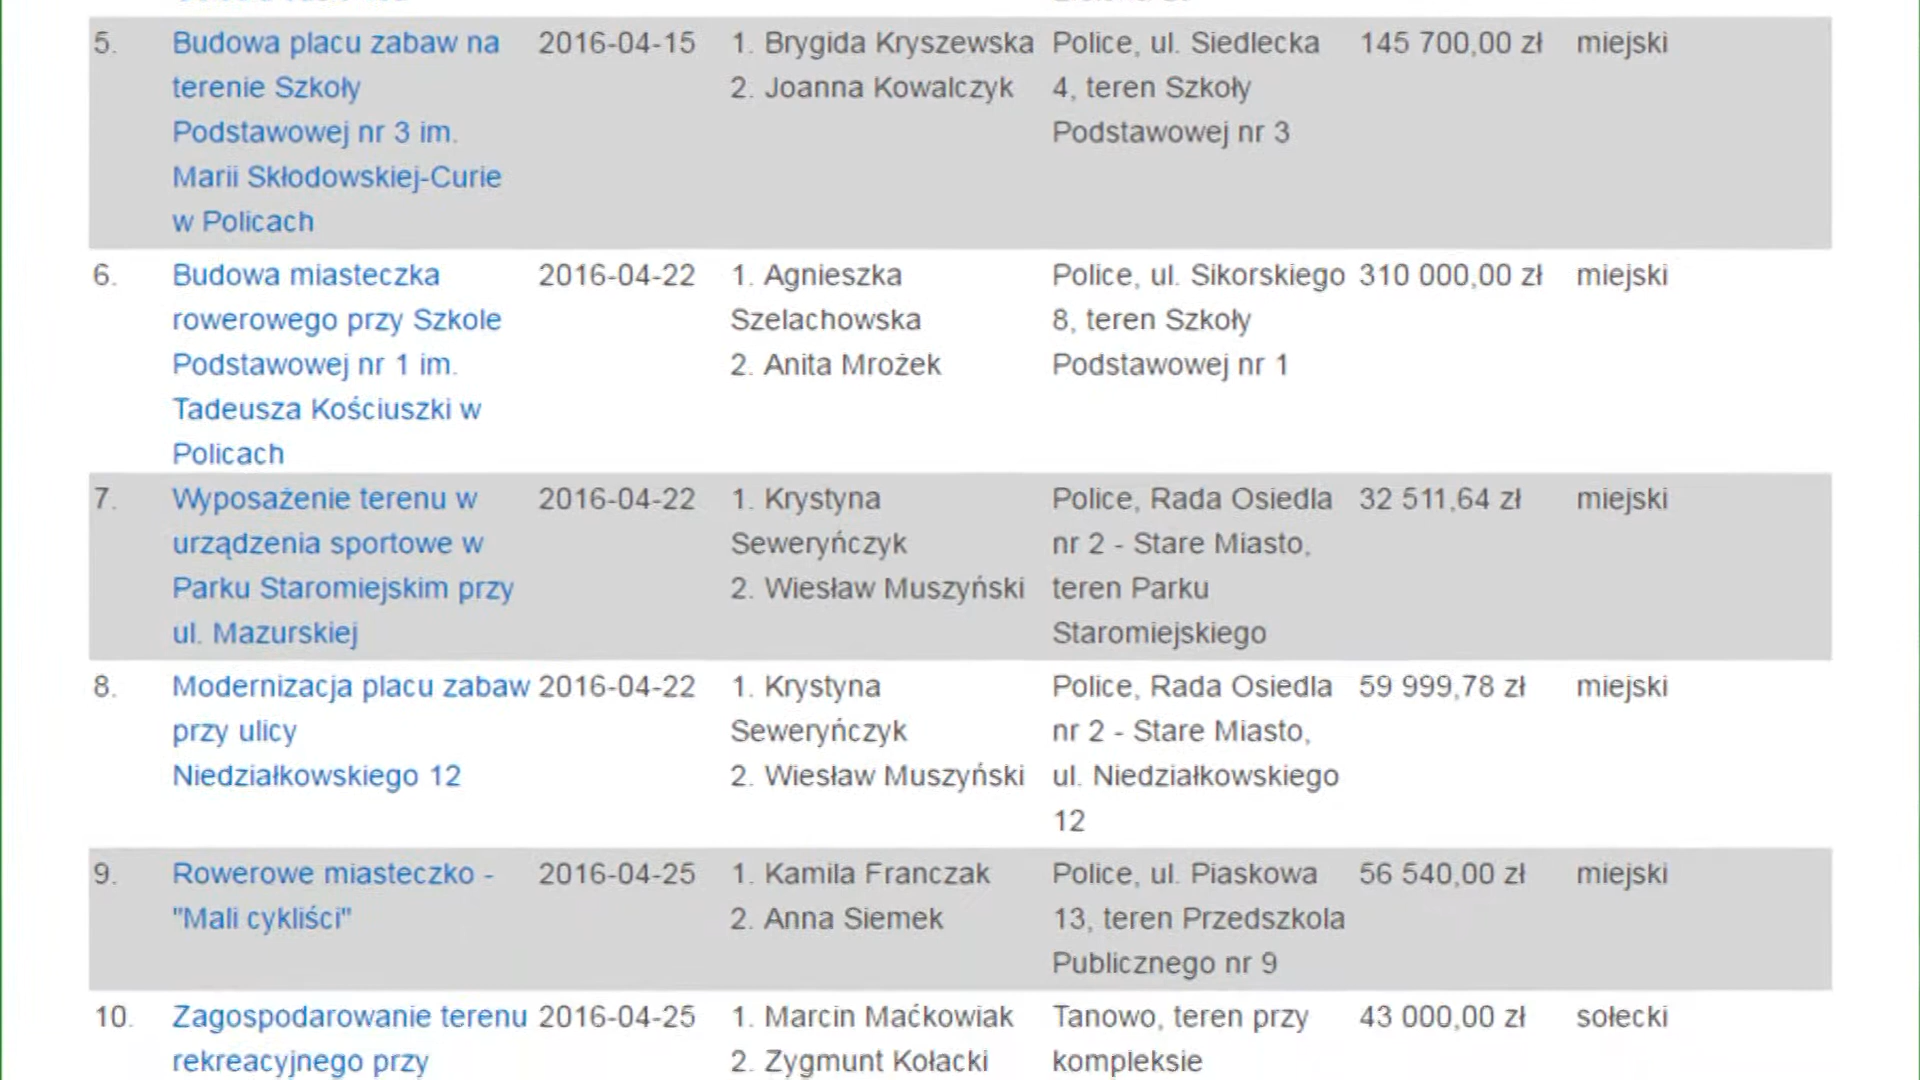 5. Budowa placu zabaw na 2016-04-15 1. Brygida Kryszewska Police, ul. Siedlecka 145 700,00 zł miejski
terenie Szkoły 2. Joanna Kowalczyk 4, teren Szkoły
Podstawowej nr 3 im. Podstawowej nr 3
Marii Skłodowskiej-Curie
w Policach
6. Budowa miasteczka 2016-04-22 1. Agnieszka Police, ul. Sikorskiego 310 000,00 zł miejski
rowerowego przy Szkole Szelachowska 8, teren Szkoły
Podstawowej nr 1 im. 2. Anita Mrożek Podstawowej nr 1
Tadeusza Kościuszki w
Policach
7. Wyposażenie terenu w 2016-04-22 1. Krystyna Police, Rada Osiedla 32 511,64 zł miejski
urządzenia sportowe w Seweryńczyk nr 2 - Stare Miasto,
Parku Staromiejskim przy 2. Wiesław Muszyński teren Parku
ul. Mazurskiej Staromiejskiego
8. Modernizacja placu zabaw 2016-04-22 1. Krystyna Police, Rada Osiedla 59 999,78 zł miejski
przy ulicy Seweryńczyk nr 2 - Stare Miasto,
Niedziałkowskiego 12 2. Wiesław Muszyński ul. Niedziałkowskiego
12
9. Rowerowe miasteczko - 2016-04-25 1. Kamila Franczak Police, ul. Piaskowa 56 540,00 zł miejski
"Mali cykliści" 2. Anna Siemek 13, teren Przedszkola
Publicznego nr 9
10. Zagospodarowanie terenu 2016-04-25 1. Marcin Maćkowiak Tanowo, teren przy 43 000,00 zł sołecki
rekreacyjnego przy 2. Zygmunt Kołacki kompleksie